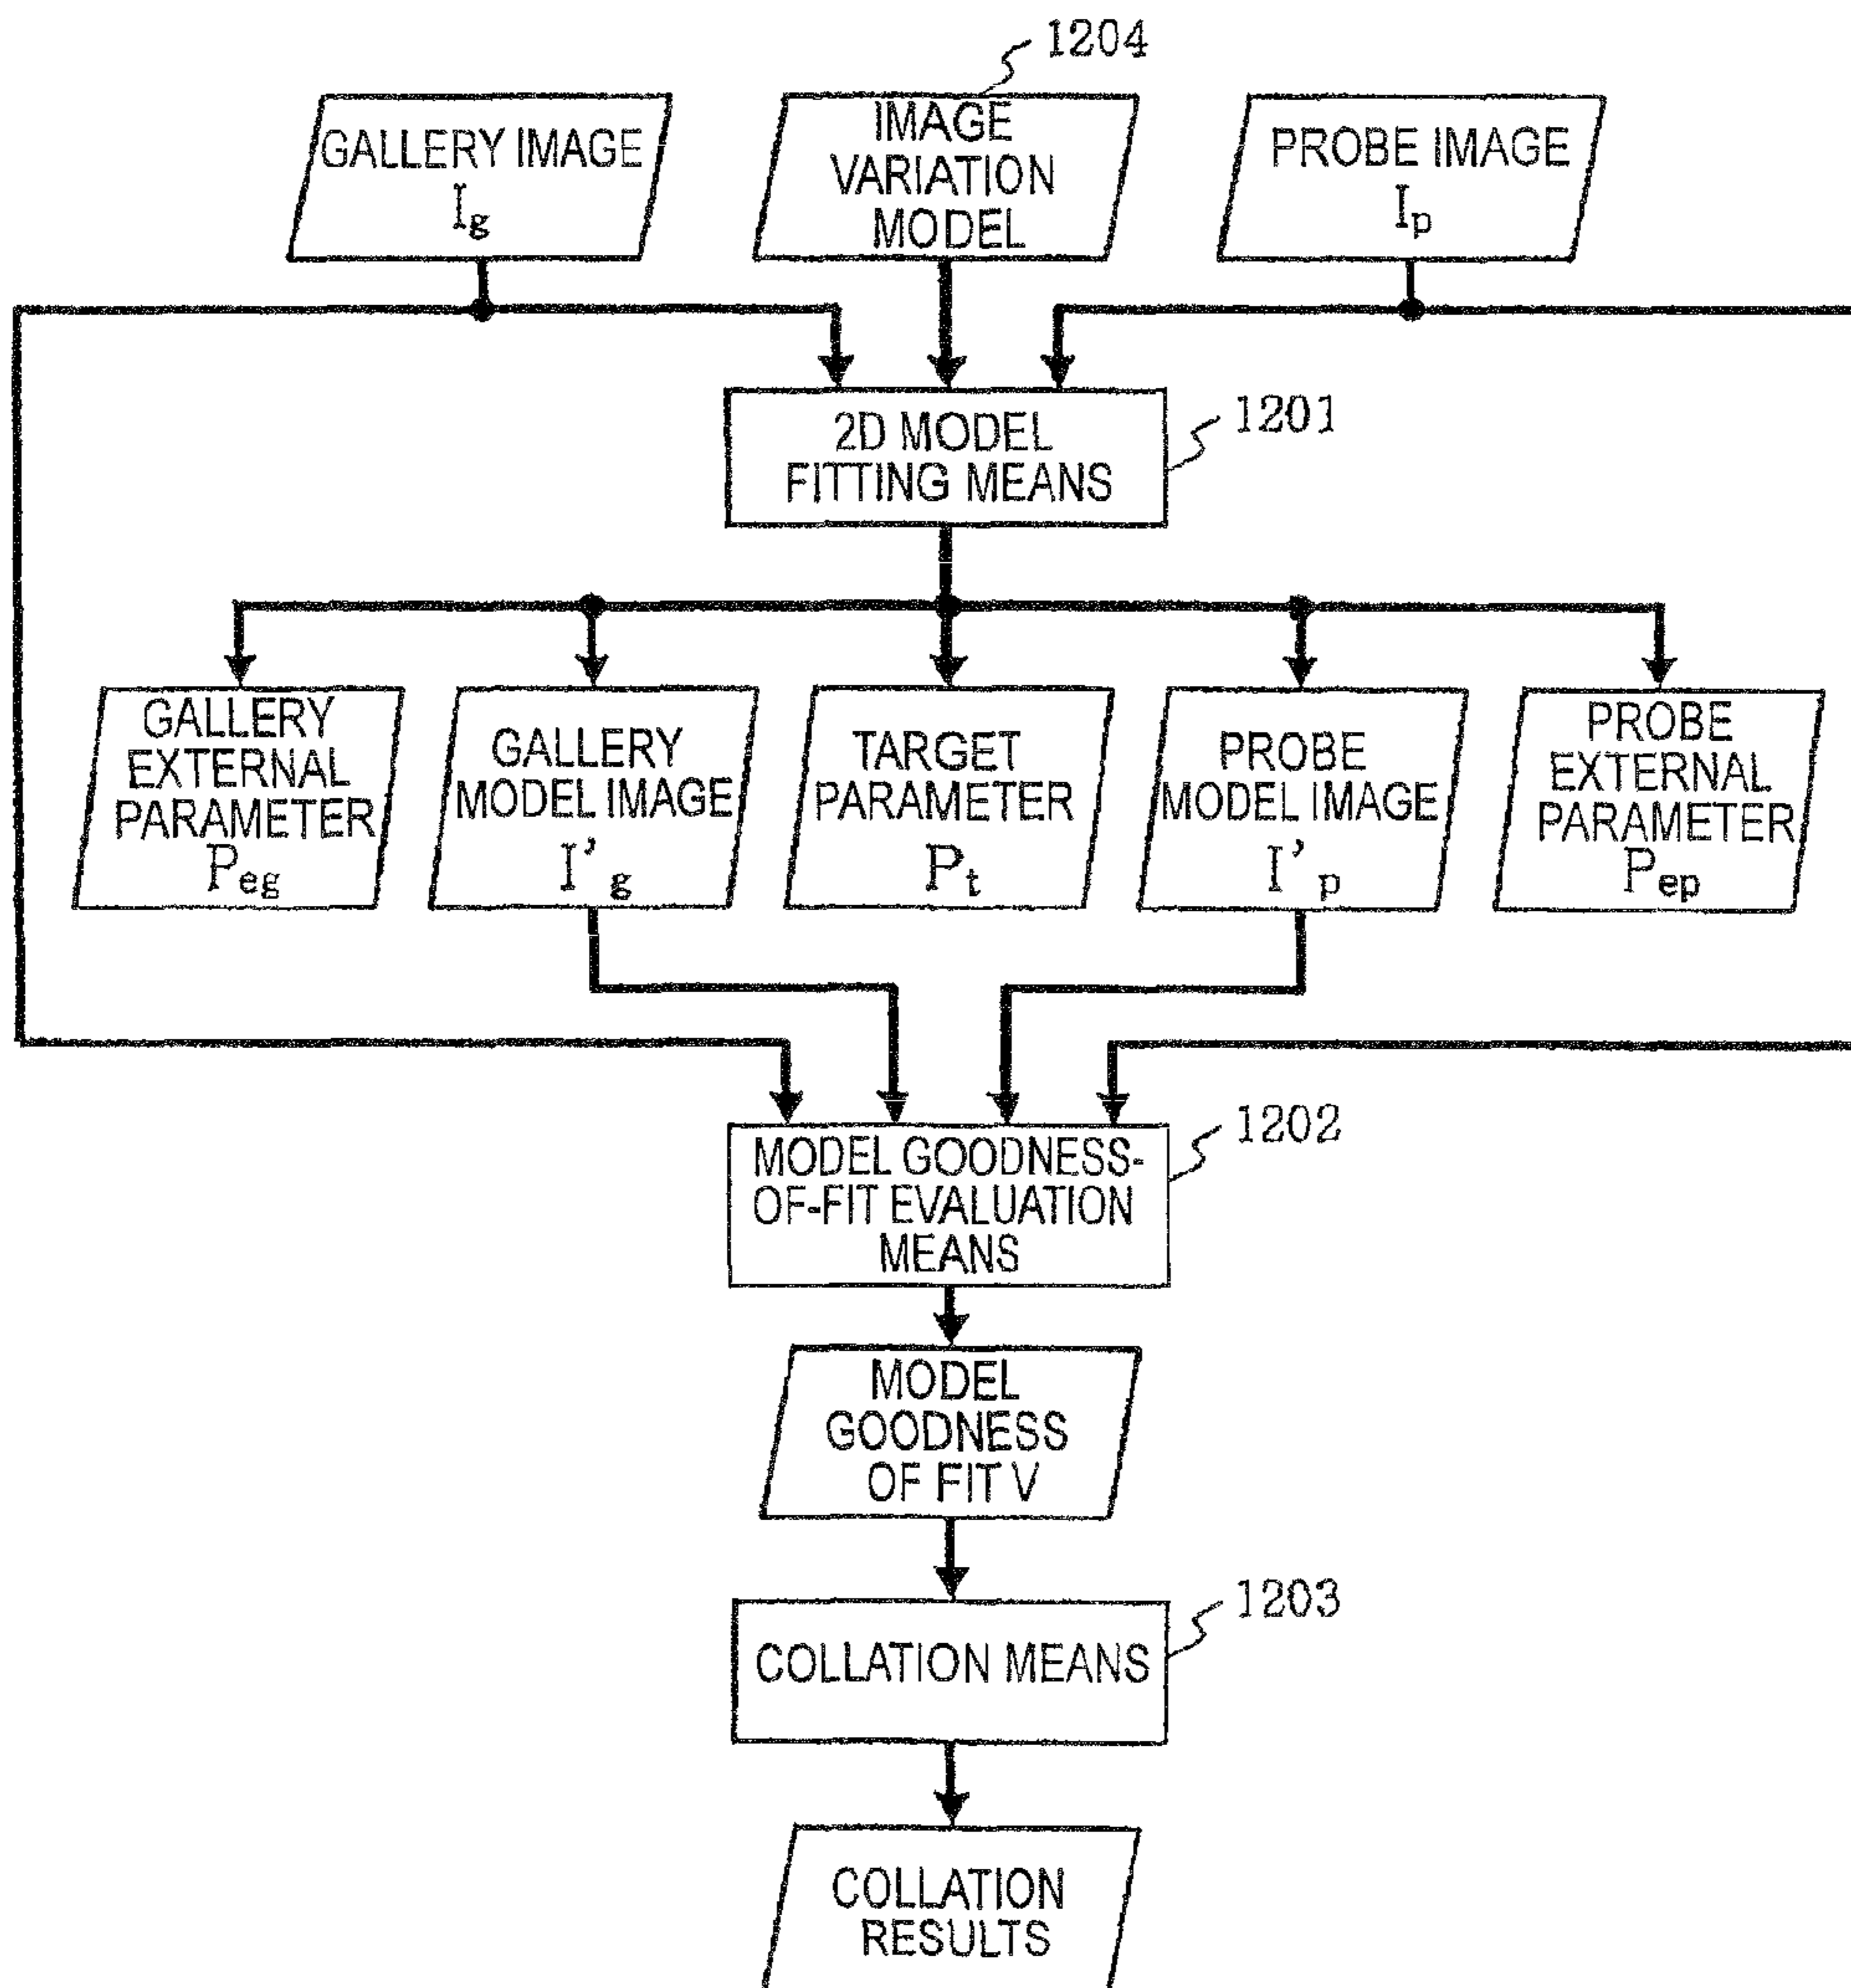 1204
GALLERY IMAGE
Ig
IMAGE
VARIATION
MODEL
PROBE IMAGE
Ip
2D MODEL
FITTING MEANS
1201
GALLERY
EXTERNAL
PARAMETER
Peg
GALLERY
MODEL IMAGE
I'g
TARGET
PARAMETER
Pt
PROBE
MODEL IMAGE
I'p
PROBE
EXTERNAL
PARAMETER
Pep
MODEL GOODNESS-
OF-FIT EVALUATION
MEANS
1202
MODEL
GOODNESS
OF FIT V
COLLATION MEANS
1203
COLLATION
RESULTS